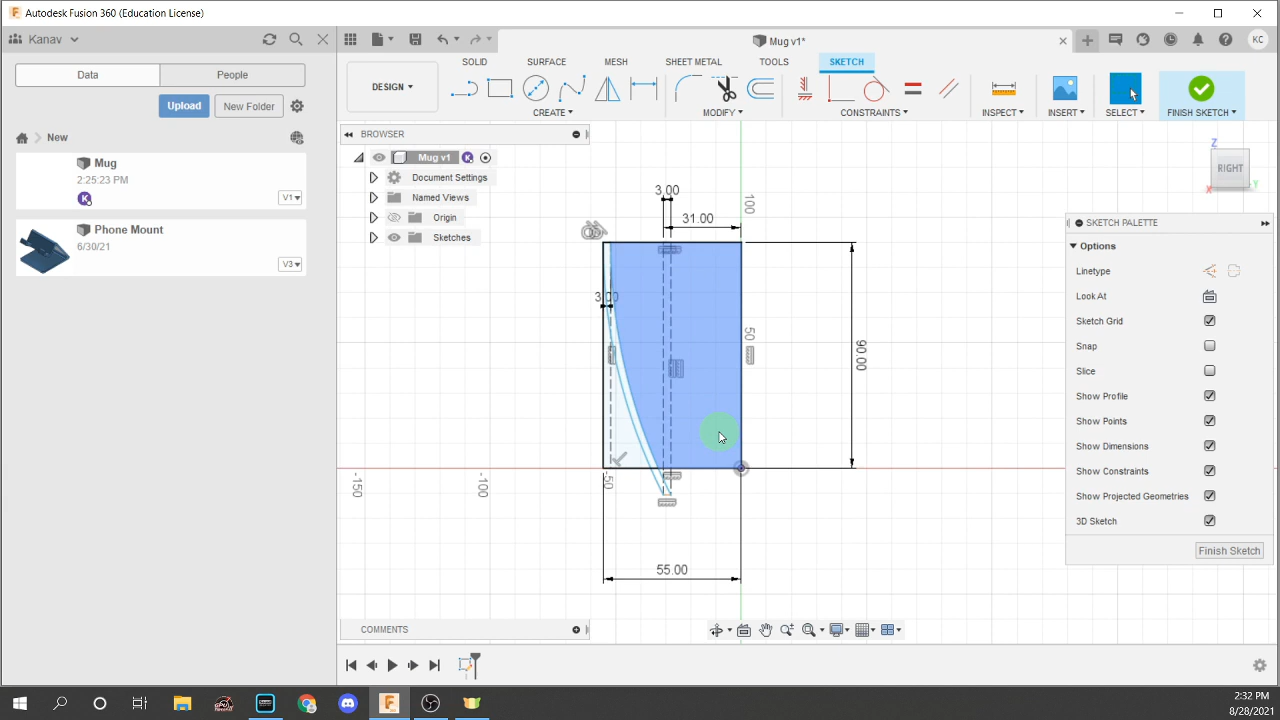 Autodesk Fusion 360 (Education License)
Kanav
Mug v1*
KC
Data
People
Upload
New Folder
New
Mug
2:25:23 PM
K
V1
Phone Mount
6/30/21
V3
DESIGN
SOLID
SURFACE
MESH
SHEET METAL
TOOLS
SKETCH
CREATE
MODIFY
CONSTRAINTS
INSPECT
INSERT
SELECT
FINISH SKETCH
BROWSER
Mug v1
K
Document Settings
Named Views
Origin
Sketches
3.00
31.00
100
3.00
50
90.00
-150
-100
-50
55.00
Z
RIGHT
X
Y
SKETCH PALETTE
Options
Linetype
Look At
Sketch Grid
Snap
Slice
Show Profile
Show Points
Show Dimensions
Show Constraints
Show Projected Geometries
3D Sketch
Finish Sketch
COMMENTS
2:32 PM
8/28/2021